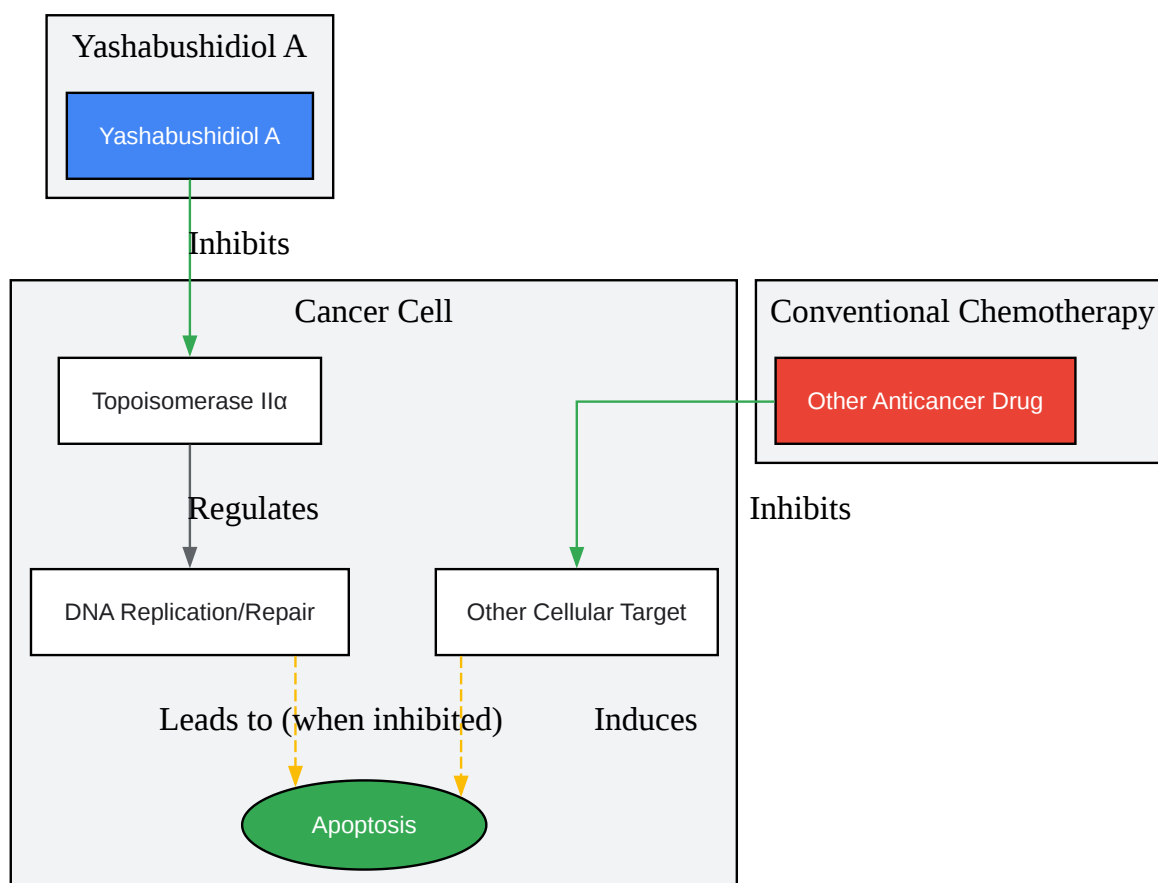 Yashabushidiol A
Yashabushidiol A
Inhibits
Cancer Cell
Conventional Chemotherapy
Topoisomerase IIα
Other Anticancer Drug
Regulates
Inhibits
DNA Replication/Repair
Other Cellular Target
Leads to (when inhibited)
Induces
Apoptosis